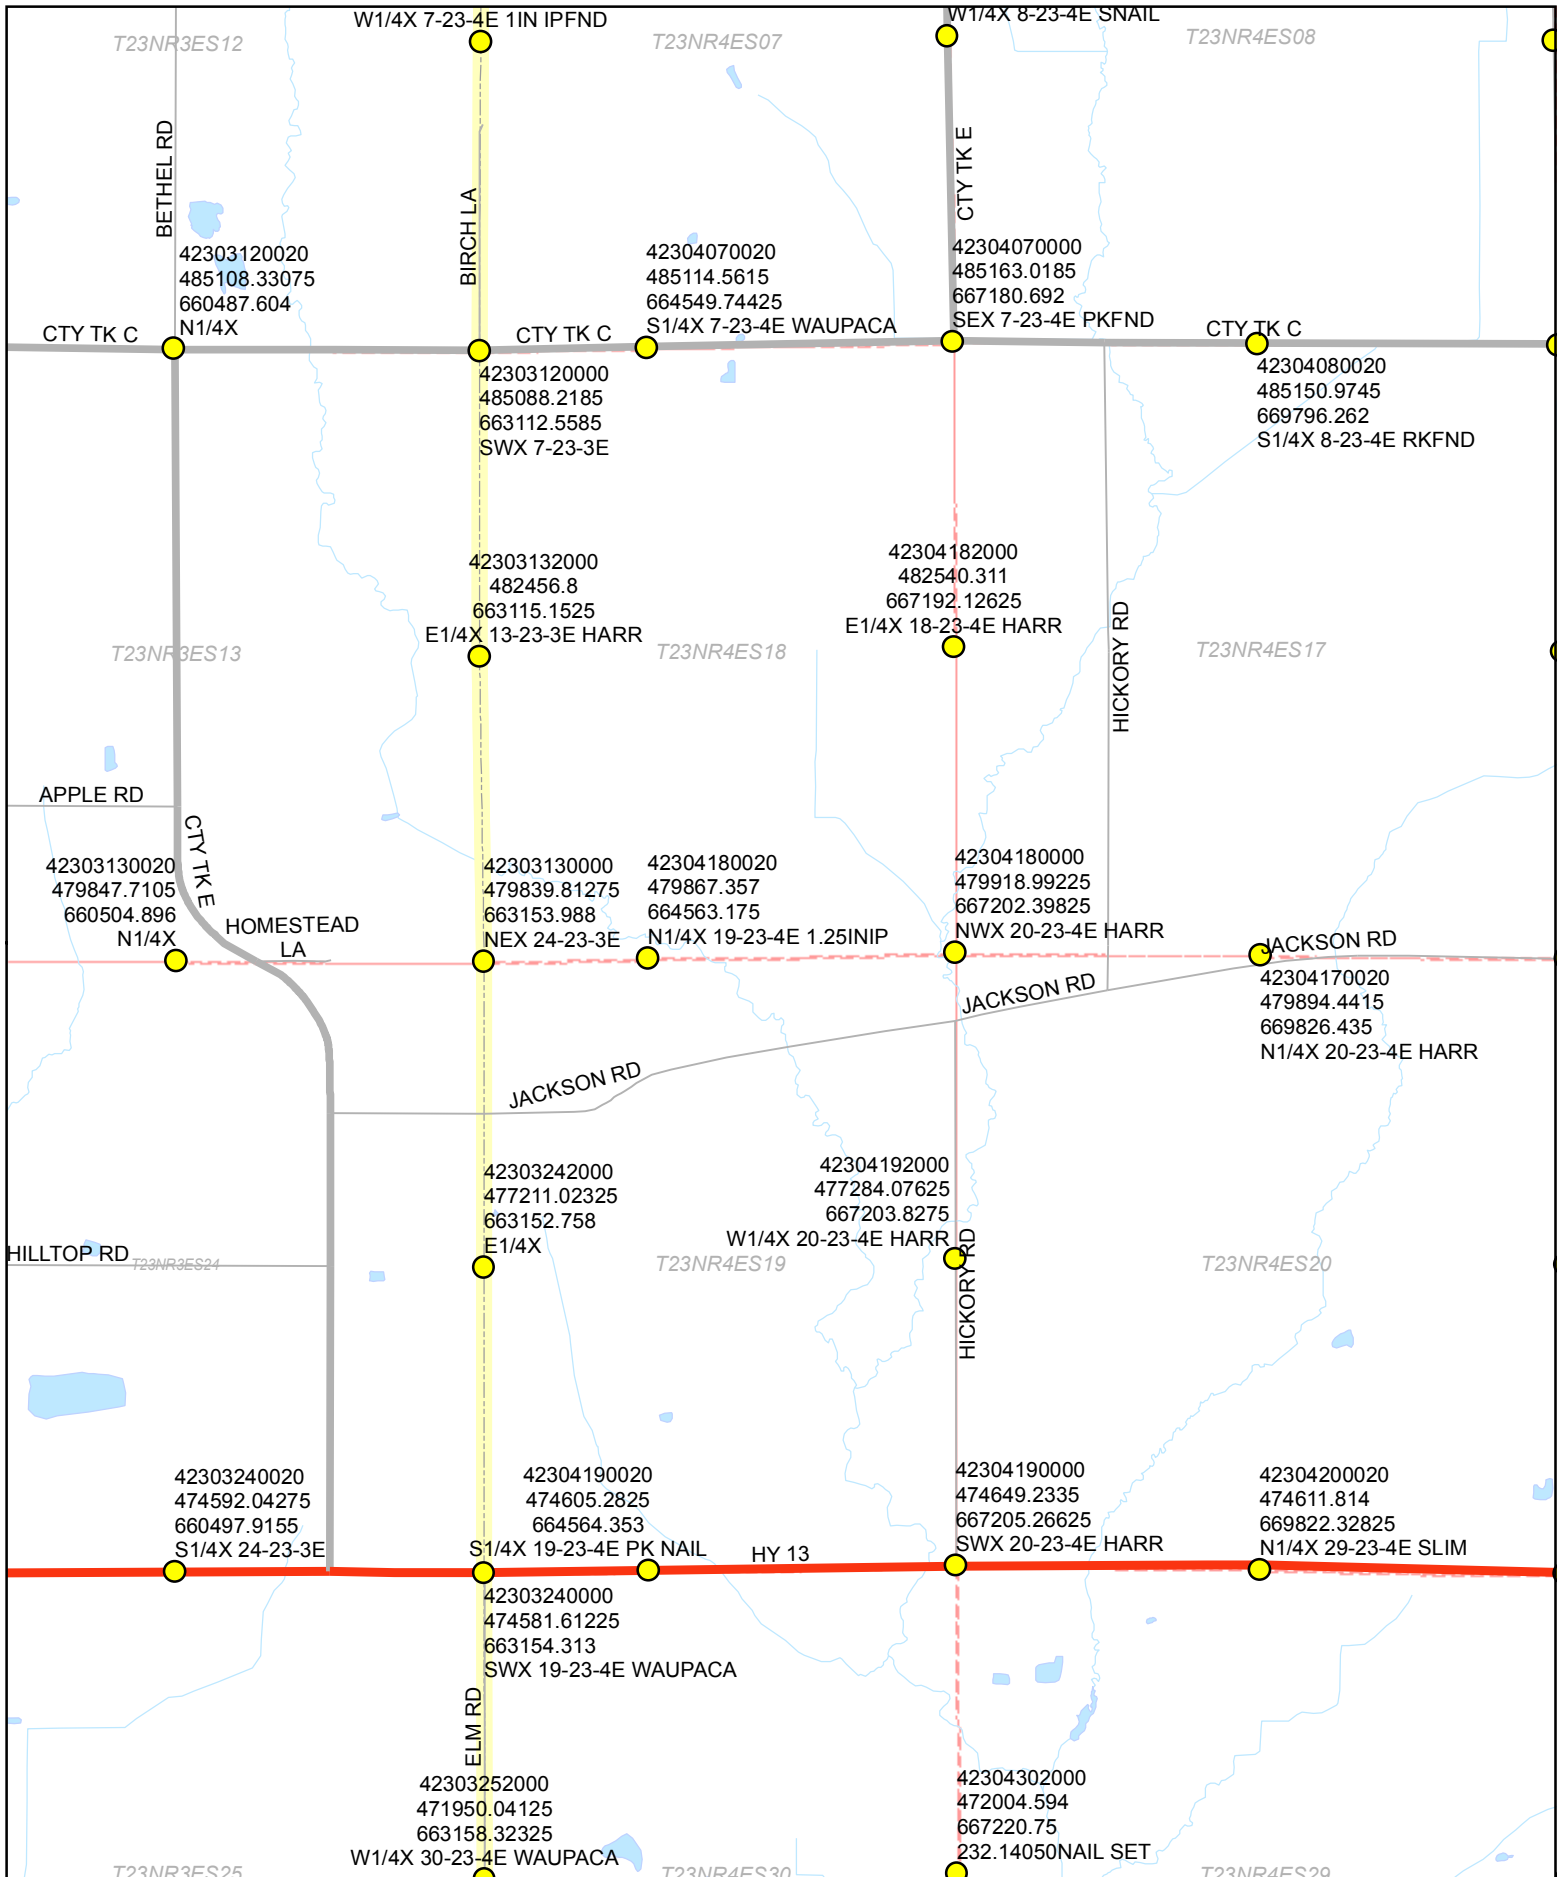 W1/4X 7-23-4E 1IN IPFND
W1/4X 8-23-4E SNAIL
T23NR3ES12
T23NR4ES07
T23NR4ES08
BETHEL RD
BIRCH LA
CTY TK E
42303120020
485108.33075
660487.604
N1/4X
42304070020
485114.5615
664549.74425
S1/4X 7-23-4E WAUPACA
42304070000
485163.0185
667180.692
SEX 7-23-4E PKFND
CTY TK C
CTY TK C
CTY TK C
42303120000
485088.2185
663112.5585
SWX 7-23-3E
42304080020
485150.9745
669796.262
S1/4X 8-23-4E RKFND
42303132000
482456.8
663115.1525
E1/4X 13-23-3E HARR
42304182000
482540.311
667192.12625
E1/4X 18-23-4E HARR
HICKORY RD
T23NR3ES13
T23NR4ES18
T23NR4ES17
APPLE RD
CTY TK E
42303130020
479847.7105
660504.896
N1/4X
HOMESTEAD
LA
42303130000
479839.81275
663153.988
NEX 24-23-3E
42304180020
479867.357
664563.175
N1/4X 19-23-4E 1.25INIP
42304180000
479918.99225
667202.39825
NWX 20-23-4E HARR
JACKSON RD
42304170020
479894.4415
669826.435
N1/4X 20-23-4E HARR
JACKSON RD
JACKSON RD
42303242000
477211.02325
663152.758
E1/4X
42304192000
477284.07625
667203.8275
W1/4X 20-23-4E HARR
HILLTOP RD
T23NR3ES24
T23NR4ES19
HICKORY RD
T23NR4ES20
42303240020
474592.04275
660497.9155
S1/4X 24-23-3E
42304190020
474605.2825
664564.353
S1/4X 19-23-4E PK NAIL
HY 13
42304190000
474649.2335
667205.26625
SWX 20-23-4E HARR
42304200020
474611.814
669822.32825
N1/4X 29-23-4E SLIM
42303240000
474581.61225
663154.313
SWX 19-23-4E WAUPACA
ELM RD
42303252000
471950.04125
663158.32325
W1/4X 30-23-4E WAUPACA
42304302000
472004.594
667220.75
232.14050NAIL SET
T23NR3ES25
T23NR4ES30
T23NR4ES29